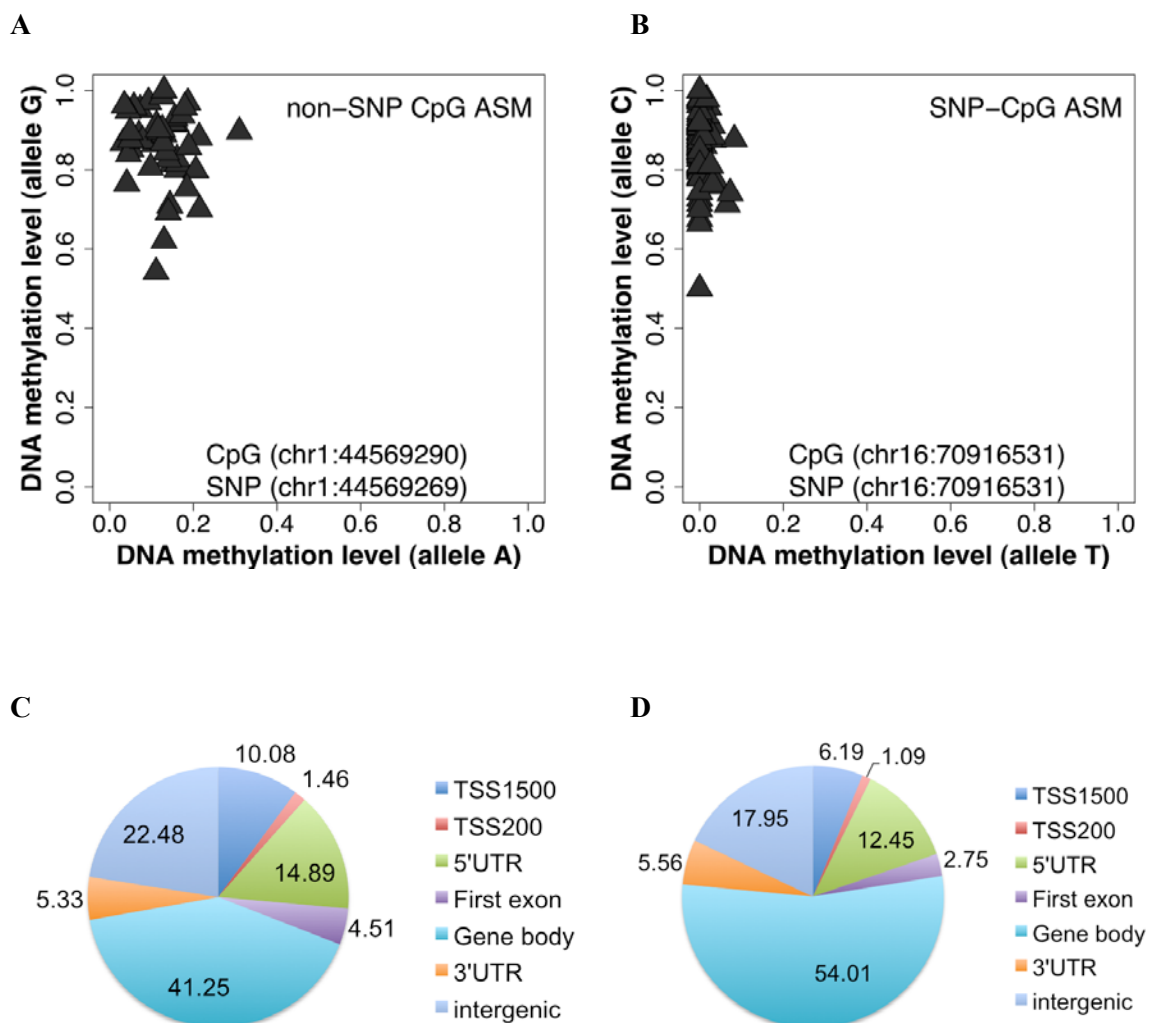 A
non-SNP CpG ASM
DNA methylation level (allele G)
0.0 0.2 0.4 0.6 0.8 1.0
CpG (chr1:44569290)
SNP (chr1:44569269)
0.0 0.2 0.4 0.6 0.8 1.0
DNA methylation level (allele A)
B
SNP-CpG ASM
DNA methylation level (allele C)
0.0 0.2 0.4 0.6 0.8 1.0
CpG (chr16:70916531)
SNP (chr16:70916531)
0.0 0.2 0.4 0.6 0.8 1.0
DNA methylation level (allele T)
C
10.08
1.46
14.89
4.51
41.25
5.33
22.48
TSS1500
TSS200
5'UTR
First exon
Gene body
3'UTR
intergenic
D
6.19
1.09
12.45
2.75
54.01
5.56
17.95
TSS1500
TSS200
5'UTR
First exon
Gene body
3'UTR
intergenic